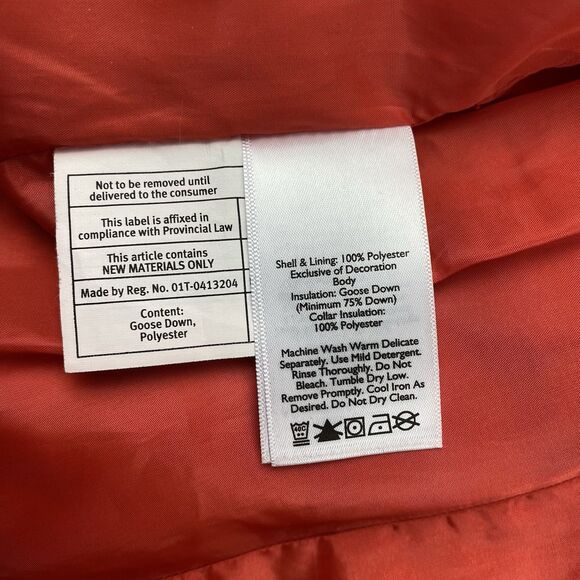 Not to be removed until
delivered to the consumer
This label is affixed in
compliance with Provincial Law
This article contains
NEW MATERIALS ONLY
Made by Reg. No. 01T-0413204
Content:
Goose Down,
Polyester
Shell & Lining: 100% Polyester
Exclusive of Decoration
Body
Insulation: Goose Down
(Minimum 75% Down)
Collar Insulation:
100% Polyester
Machine Wash Warm Delicate
Separately. Use Mild Detergent.
Rinse Thoroughly. Do Not
Bleach. Tumble Dry Low.
Remove Promptly. Cool Iron As
Desired. Do Not Dry Clean.
40C